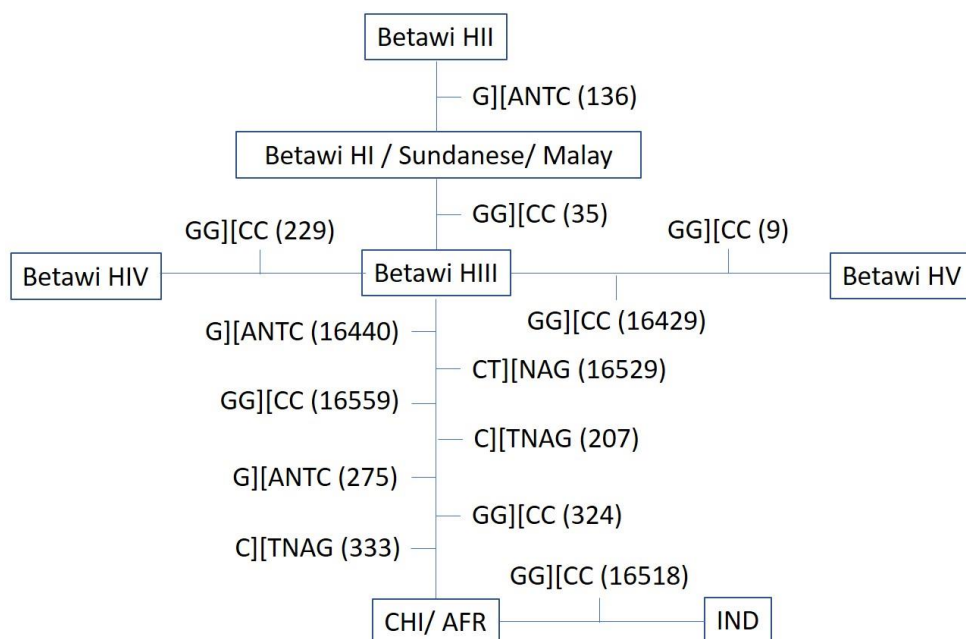 Betawi HII
G][ANTC (136)
Betawi HI / Sundanese/ Malay
GG][CC (35)
GG][CC (229)
GG][CC (9)
Betawi HIV
Betawi HIII
Betawi HV
GG][CC (16429)
G][ANTC (16440)
CT][NAG (16529)
GG][CC (16559)
C][TNAG (207)
G][ANTC (275)
GG][CC (324)
C][TNAG (333)
GG][CC (16518)
CHI/ AFR
IND